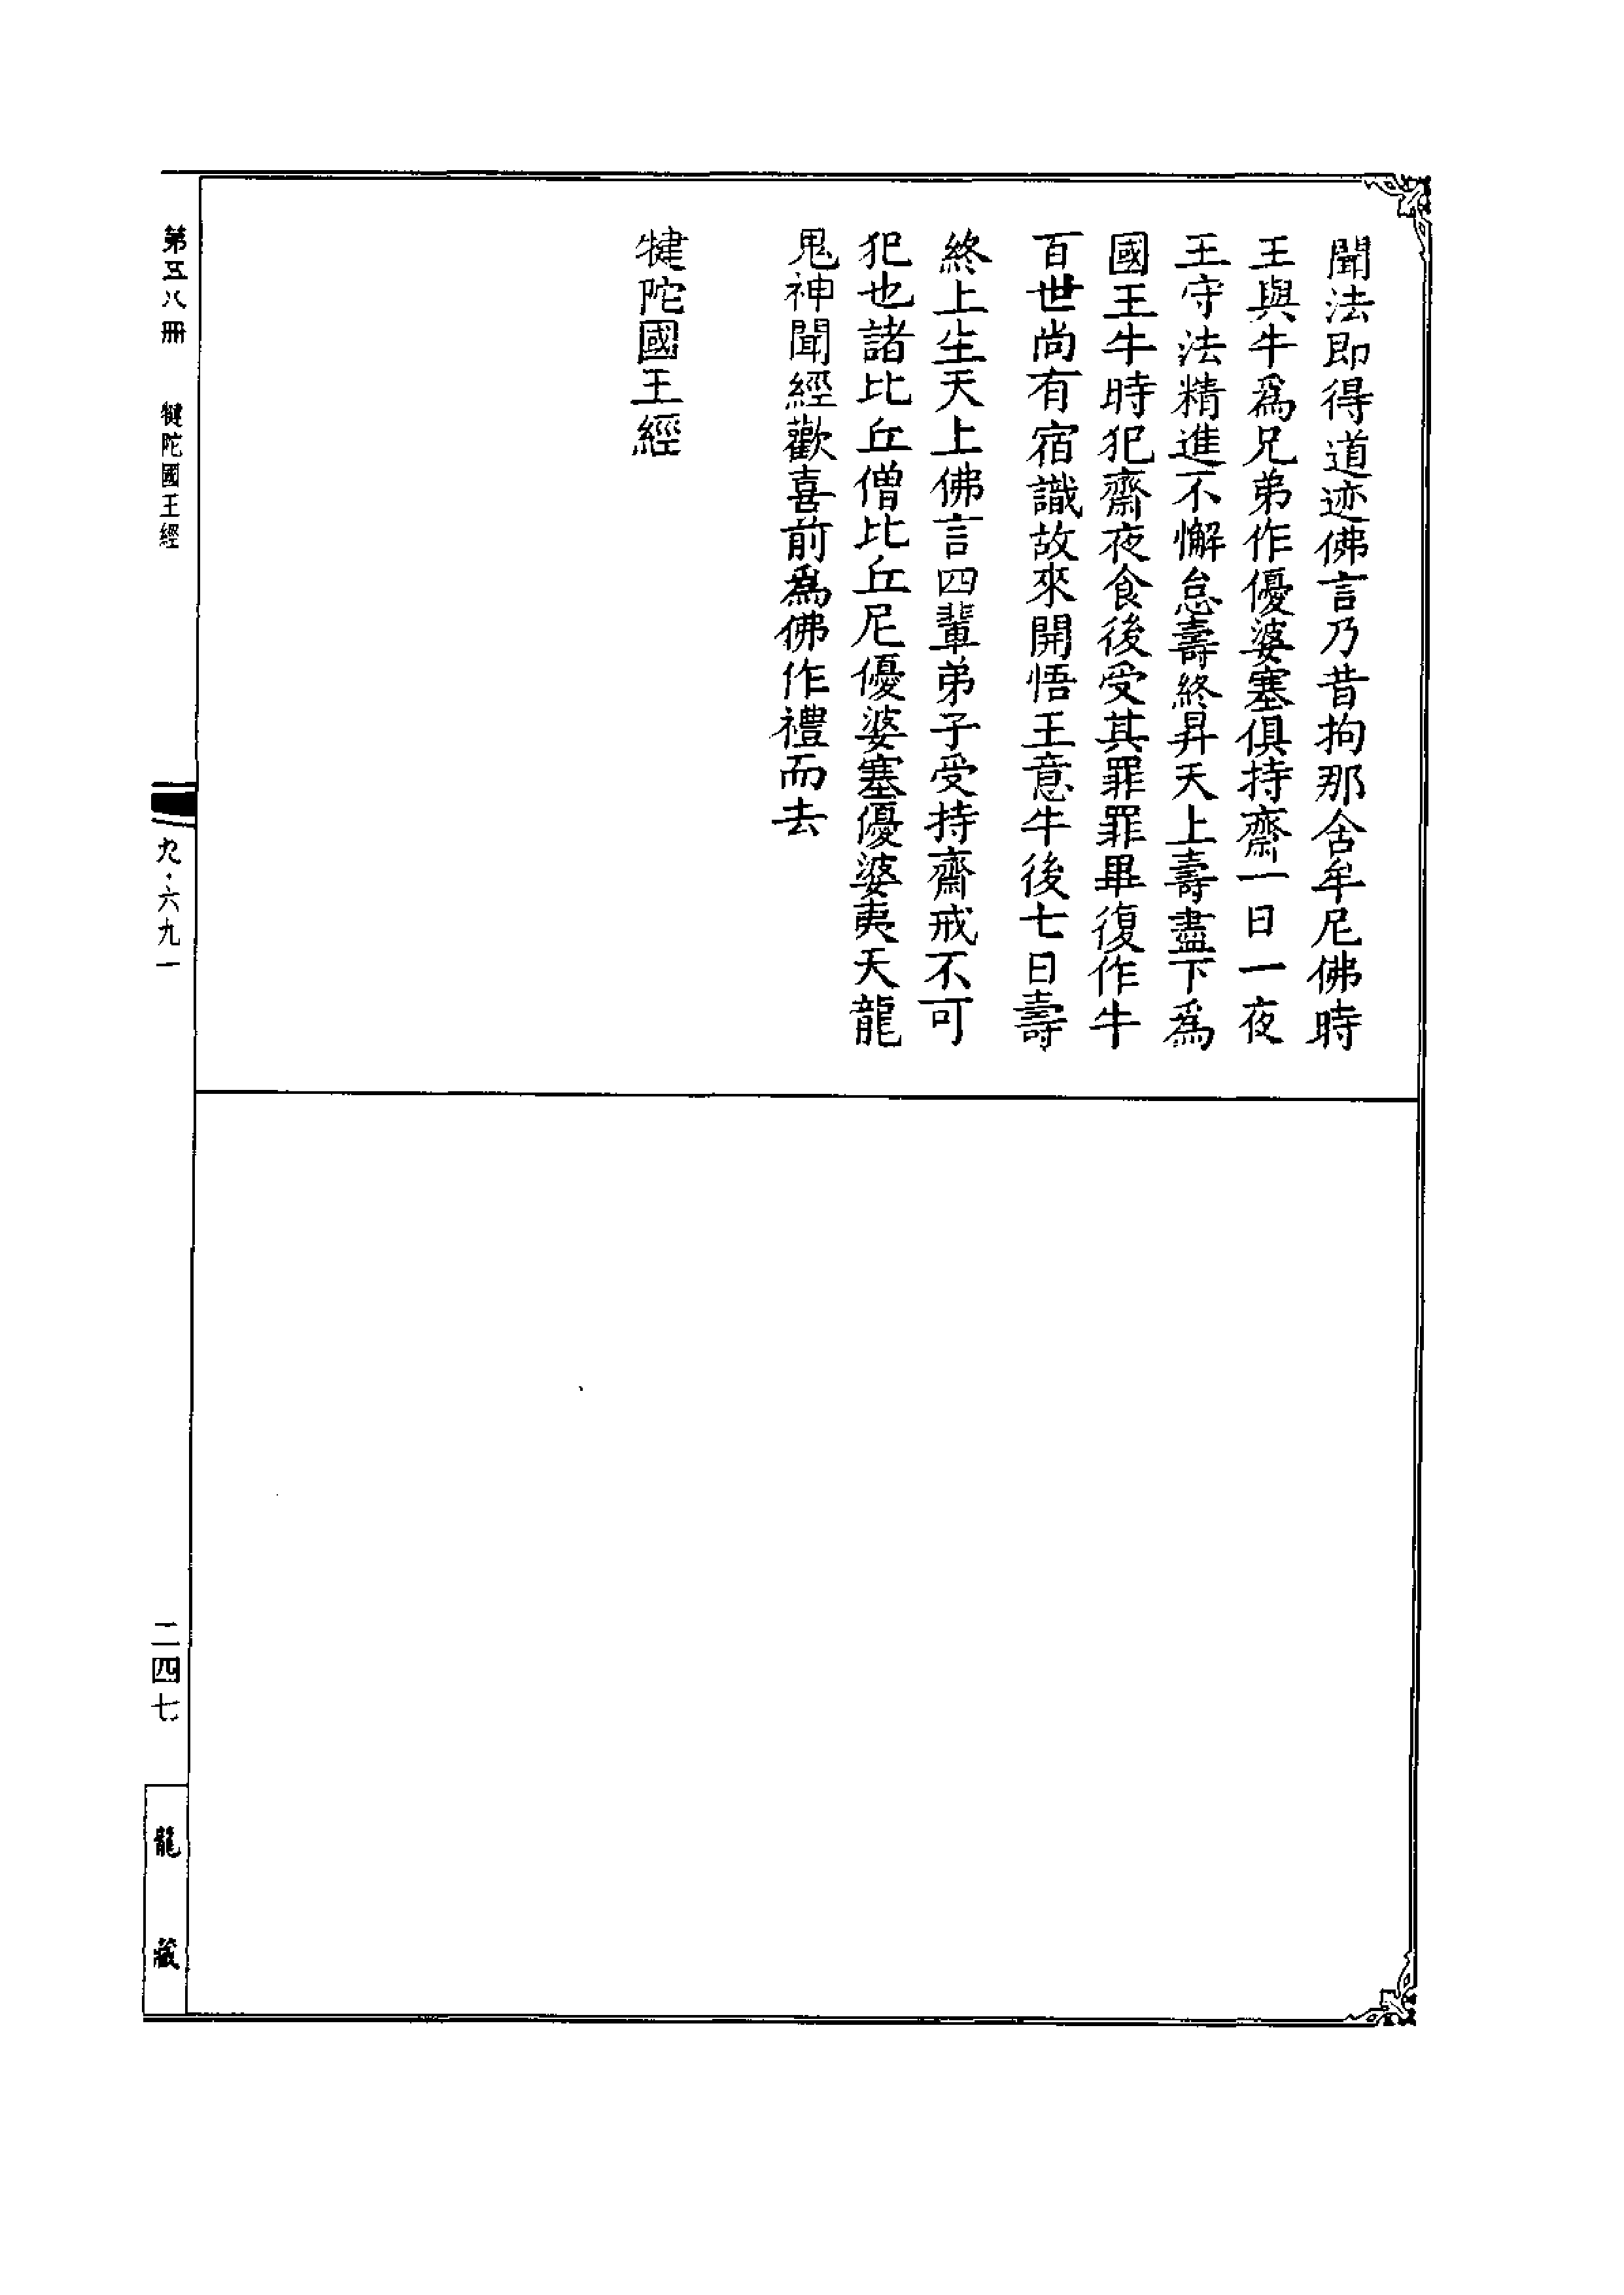 聞法即得道迹佛言乃昔拘那含牟尼佛時
王與牛爲兄弟作優婆塞俱持齋一日一夜
王守法精進不懈怠壽終昇天上壽盡下爲
國王牛時犯齋夜食後受其罪罪畢復作牛
百世尚有宿識故來開悟王意牛後七日壽
終上生天上佛言四輩弟子受持齋戒不可
犯也諸比丘僧比丘尼優婆塞優婆夷天龍
鬼神聞經歡喜前爲佛作禮而去
犍陀國王經
第五八冊 犍陀國王經 九·六九一 二四七 龍藏